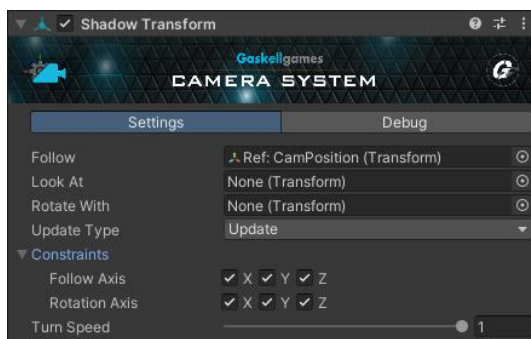 Shadow Transform
Gaskellgames
CAMERA SYSTEM
G
Settings Debug
Follow Ref: CamPosition (Transform)
Look At None (Transform)
Rotate With None (Transform)
Update Type Update
Constraints
Follow Axis X Y Z
Rotation Axis X Y Z
Turn Speed 1